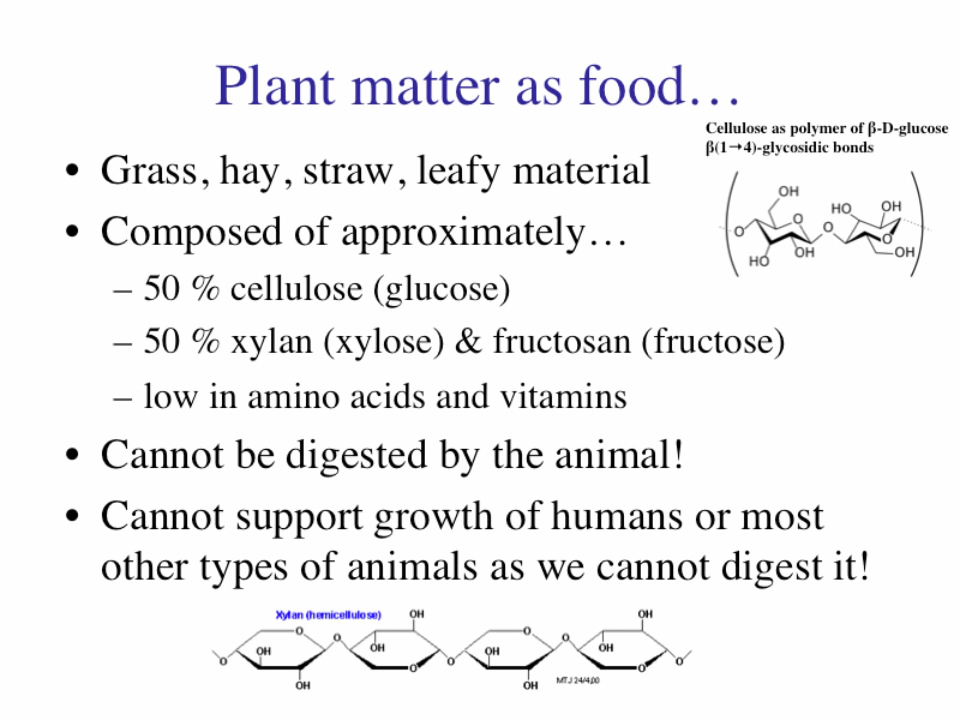 Plant matter as food…
Cellulose as polymer of β-D-glucose
β(1→4)-glycosidic bonds
• Grass, hay, straw, leafy material
• Composed of approximately…
– 50 % cellulose (glucose)
– 50 % xylan (xylose) & fructosan (fructose)
– low in amino acids and vitamins
• Cannot be digested by the animal!
• Cannot support growth of humans or most
other types of animals as we cannot digest it!
OH
HO OH
O O O
O OH
HO OH
Xylan (hemicellulose) OH OH
O O O O
OH OH OH OH
O O O O O
OH OH MTJ 24/4,00